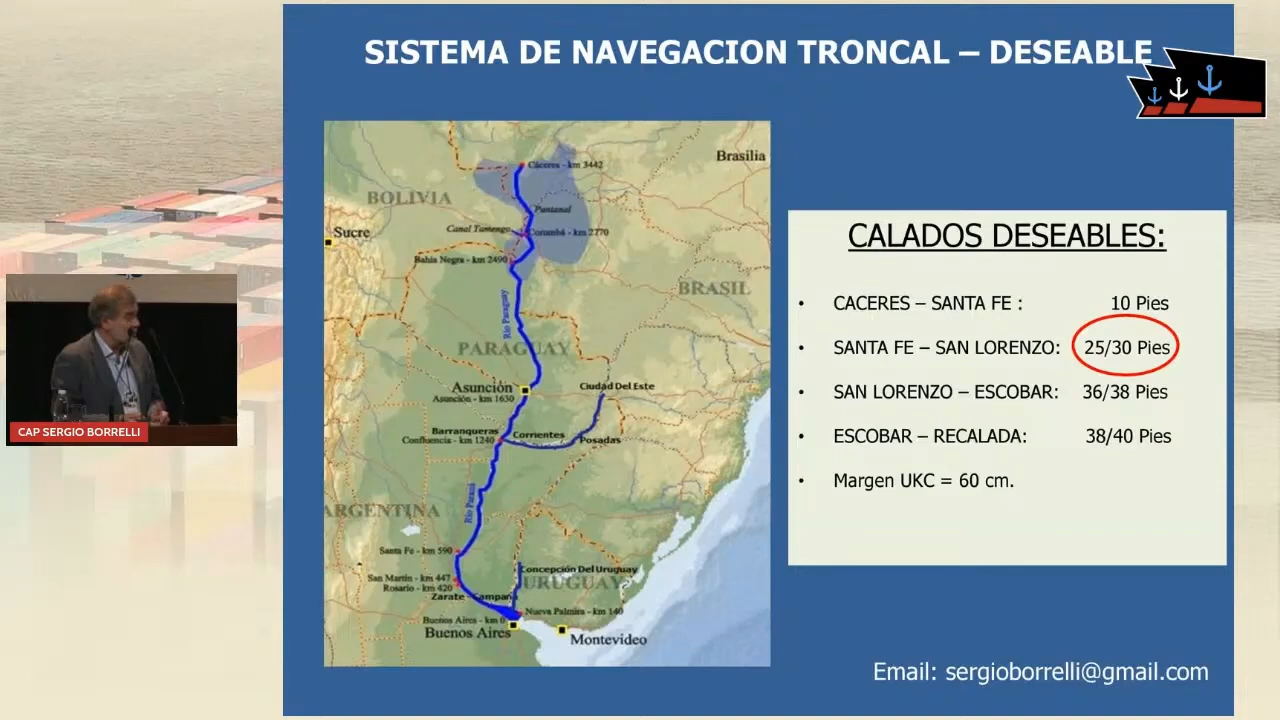 SISTEMA DE NAVEGACION TRONCAL – DESEABLE
Brasilia
Cáceres - km 3442
BOLIVIA
Pantanal
Sucre
Canal Tamengo
Corumbá - km 2770
Bahía Negra - km 2490
BRASIL
Río Paraguay
PARAGUAY
Asunción
Asunción - km 1630
Ciudad Del Este
Barranqueras
Confluencia - km 1240
Corrientes
Posadas
Río Paraná
ARGENTINA
Santa Fe - km 590
Concepción Del Uruguay
San Martín - km 447
URUGUAY
Rosario - km 420
Zarate - Campana
Nueva Palmira - km 140
Buenos Aires - km 0
Buenos Aires
Montevideo
CALADOS DESEABLES:
• CACERES – SANTA FE : 10 Pies
• SANTA FE – SAN LORENZO: 25/30 Pies
• SAN LORENZO – ESCOBAR: 36/38 Pies
• ESCOBAR – RECALADA: 38/40 Pies
• Margen UKC = 60 cm.
CAP SERGIO BORRELLI
Email: sergioborrelli@gmail.com